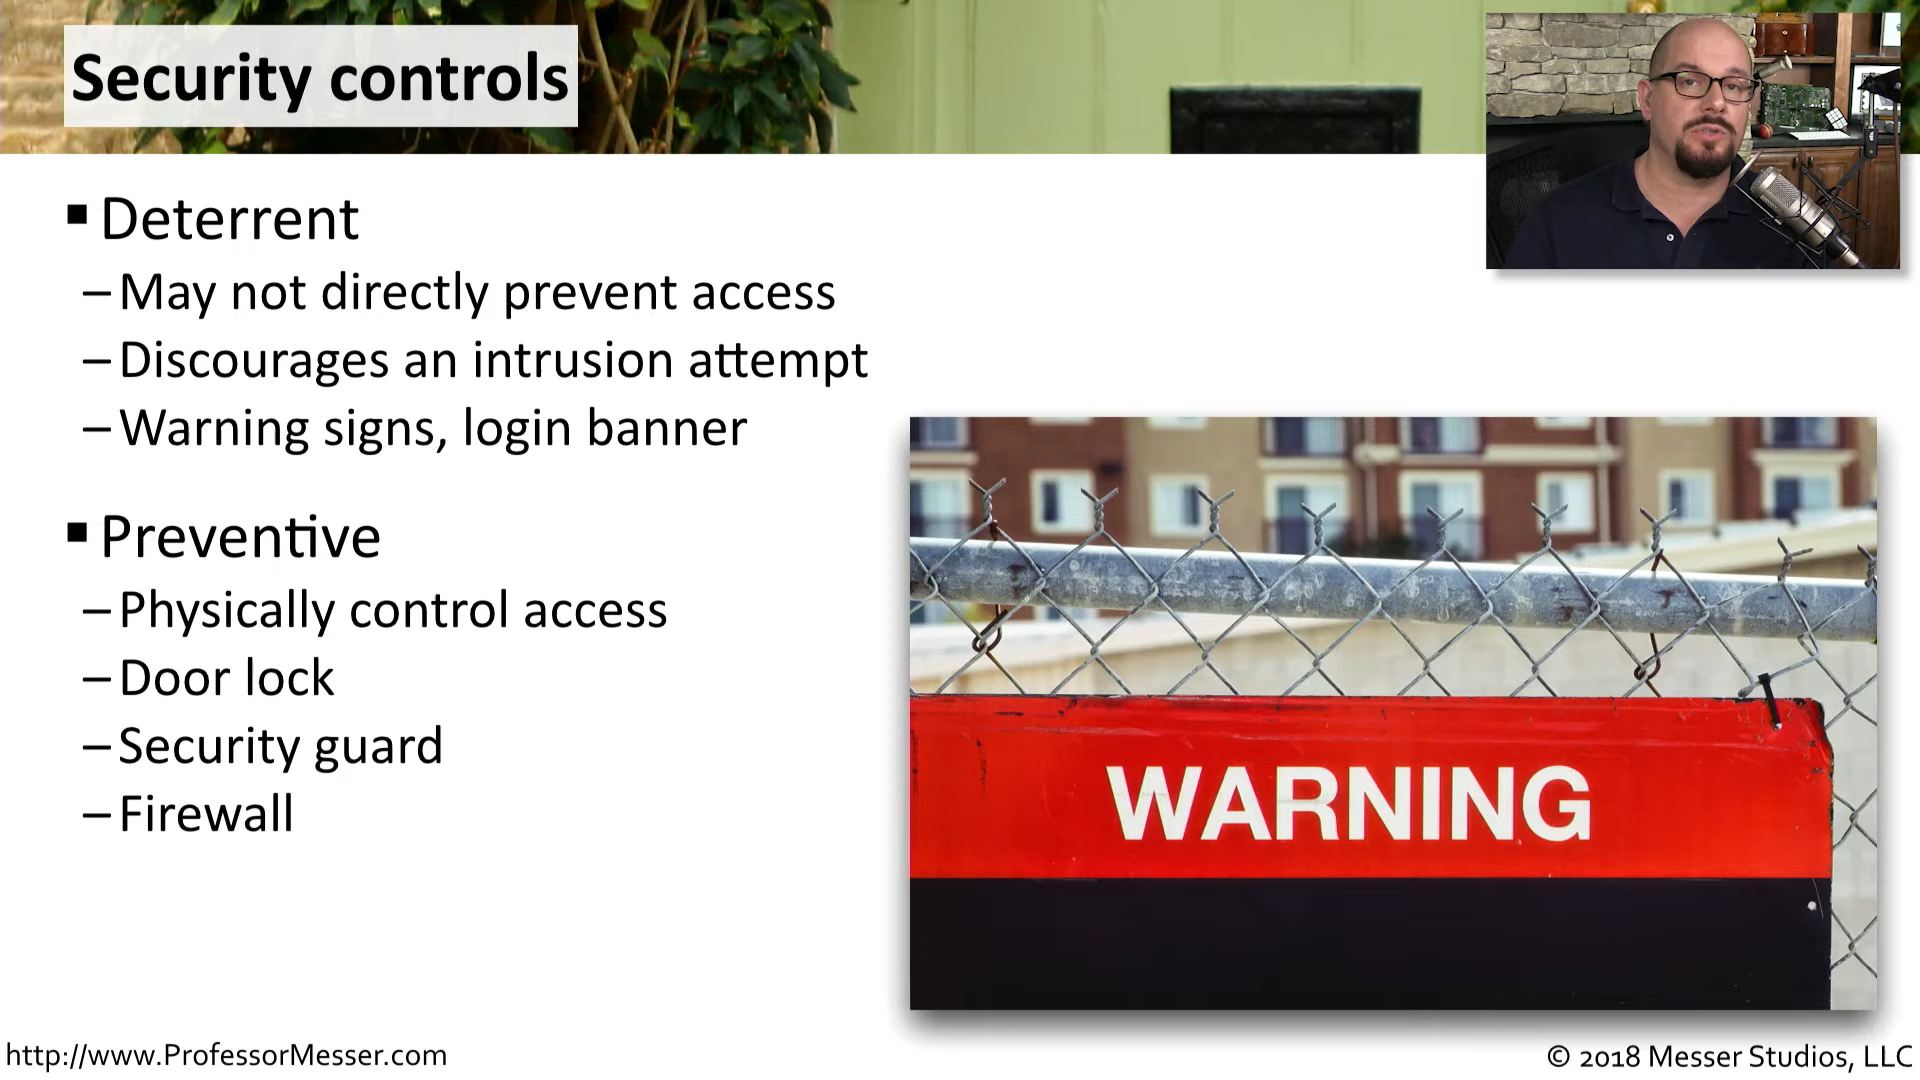 Security controls
▪ Deterrent
– May not directly prevent access
– Discourages an intrusion attempt
– Warning signs, login banner
▪ Preventive
– Physically control access
– Door lock
– Security guard
– Firewall
WARNING
http://www.ProfessorMesser.com
© 2018 Messer Studios, LLC